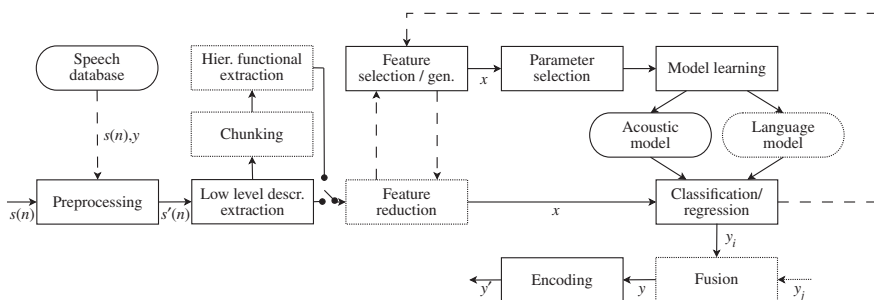 Speech
database
Hier. functional
extraction
Feature
selection / gen.
x
Parameter
selection
Model learning
s(n),y
Chunking
Acoustic
model
Language
model
s(n)
Preprocessing
s′(n)
Low level descr.
extraction
Feature
reduction
x
Classification/
regression
y_i
y′
Encoding
y
Fusion
y_j